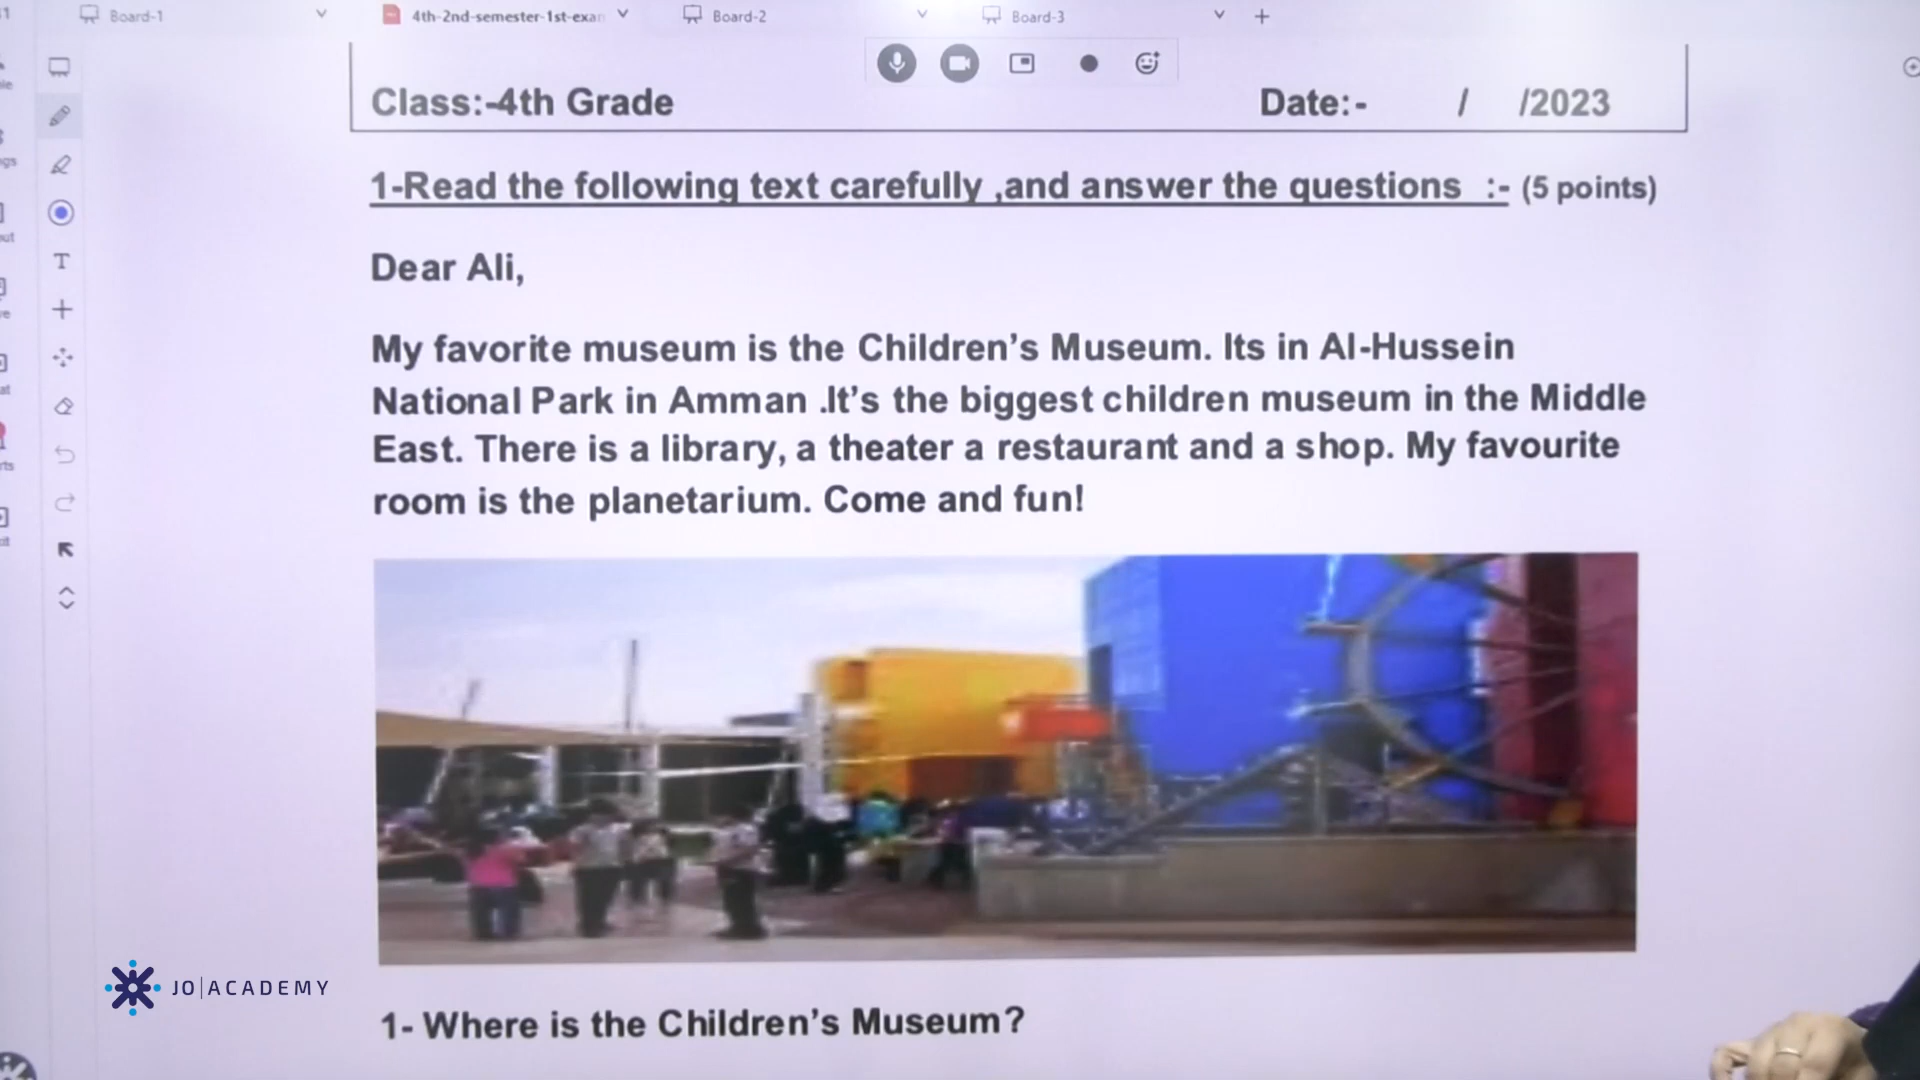 Board-1
4th-2nd-semester-1st-exar
Board-2
Board-3
Class:-4th Grade
Date:- / /2023
1-Read the following text carefully ,and answer the questions :- (5 points)
Dear Ali,
My favorite museum is the Children's Museum. Its in Al-Hussein
National Park in Amman .It's the biggest children museum in the Middle
East. There is a library, a theater a restaurant and a shop. My favourite
room is the planetarium. Come and fun!
JO|ACADEMY
1- Where is the Children's Museum?